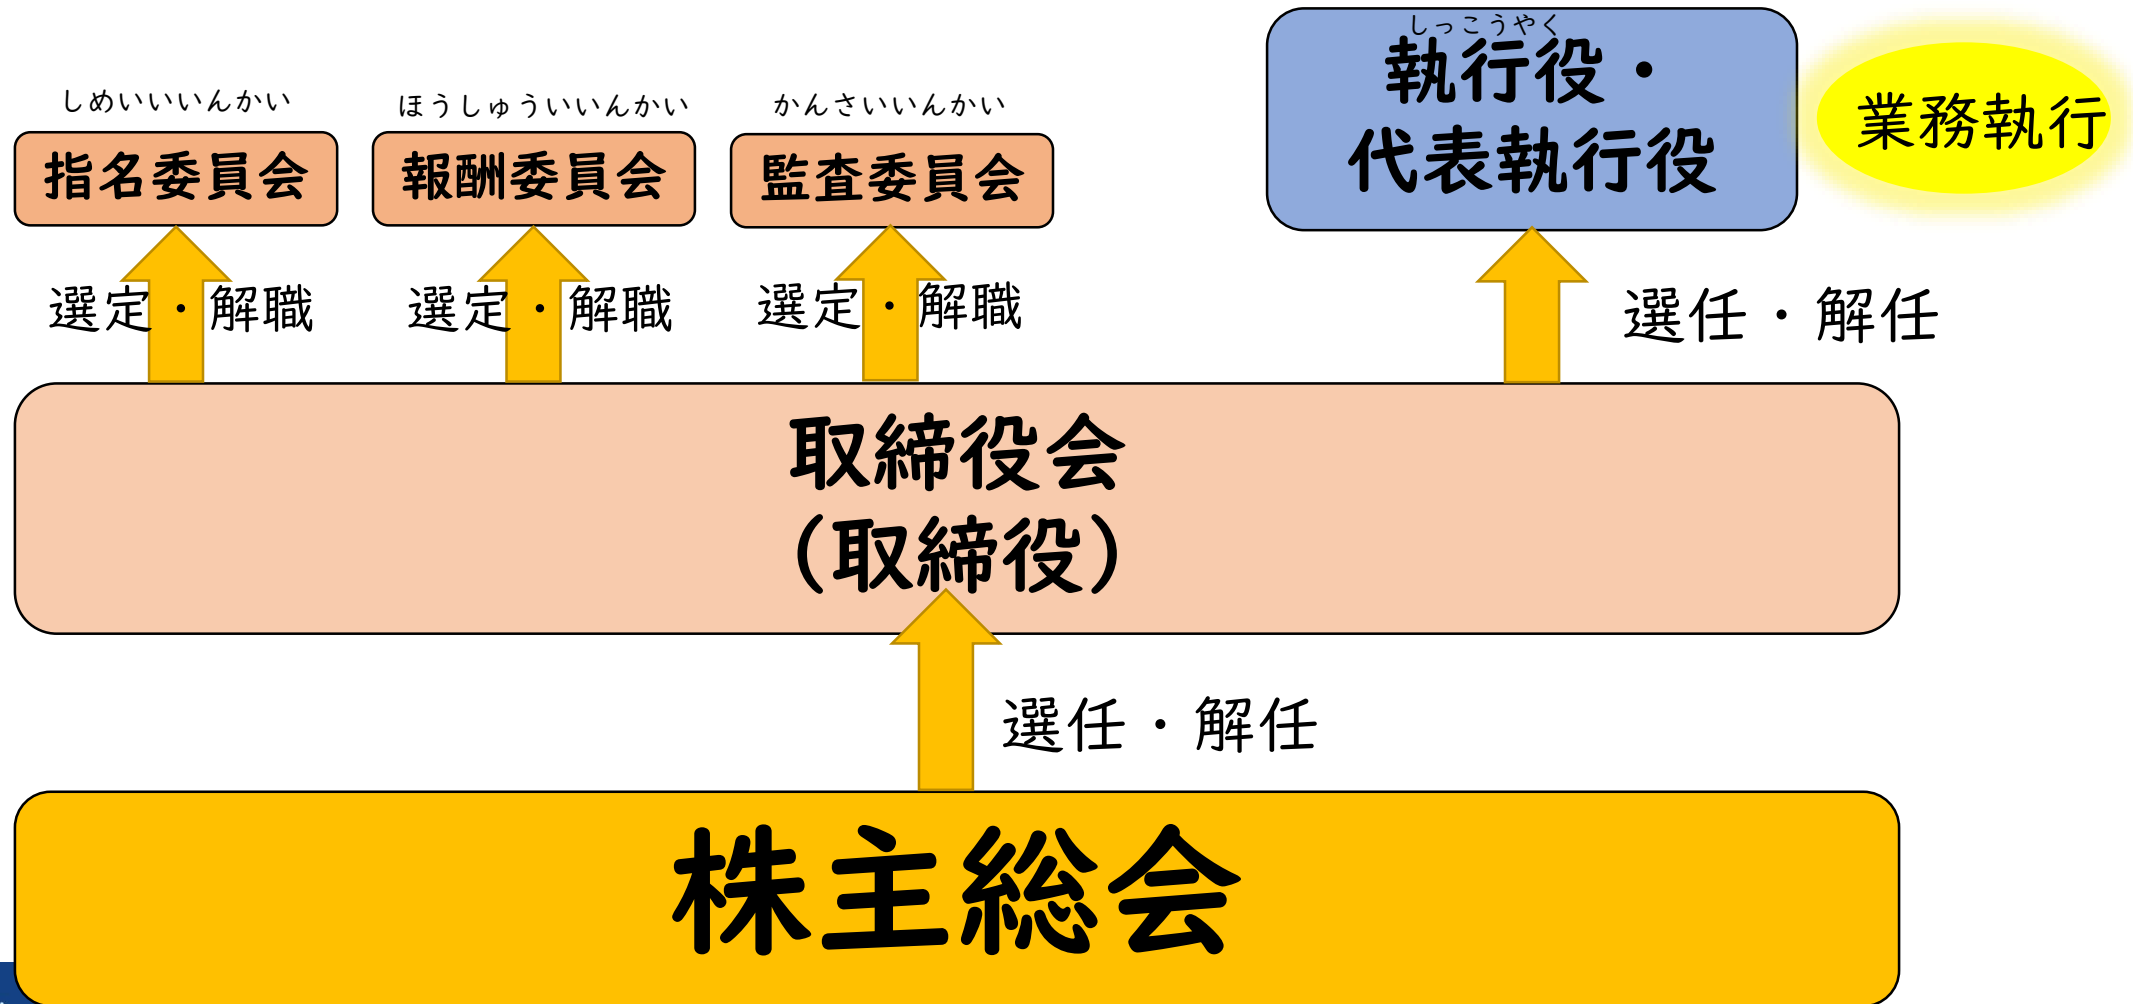 しめいいいんかい
指名委員会
ほうしゅういいんかい
報酬委員会
かんさいいんかい
監査委員会
しっこうやく
執行役・
代表執行役
業務執行
選定・解職
選定・解職
選定・解職
選任・解任
取締役会
（取締役）
選任・解任
株主総会